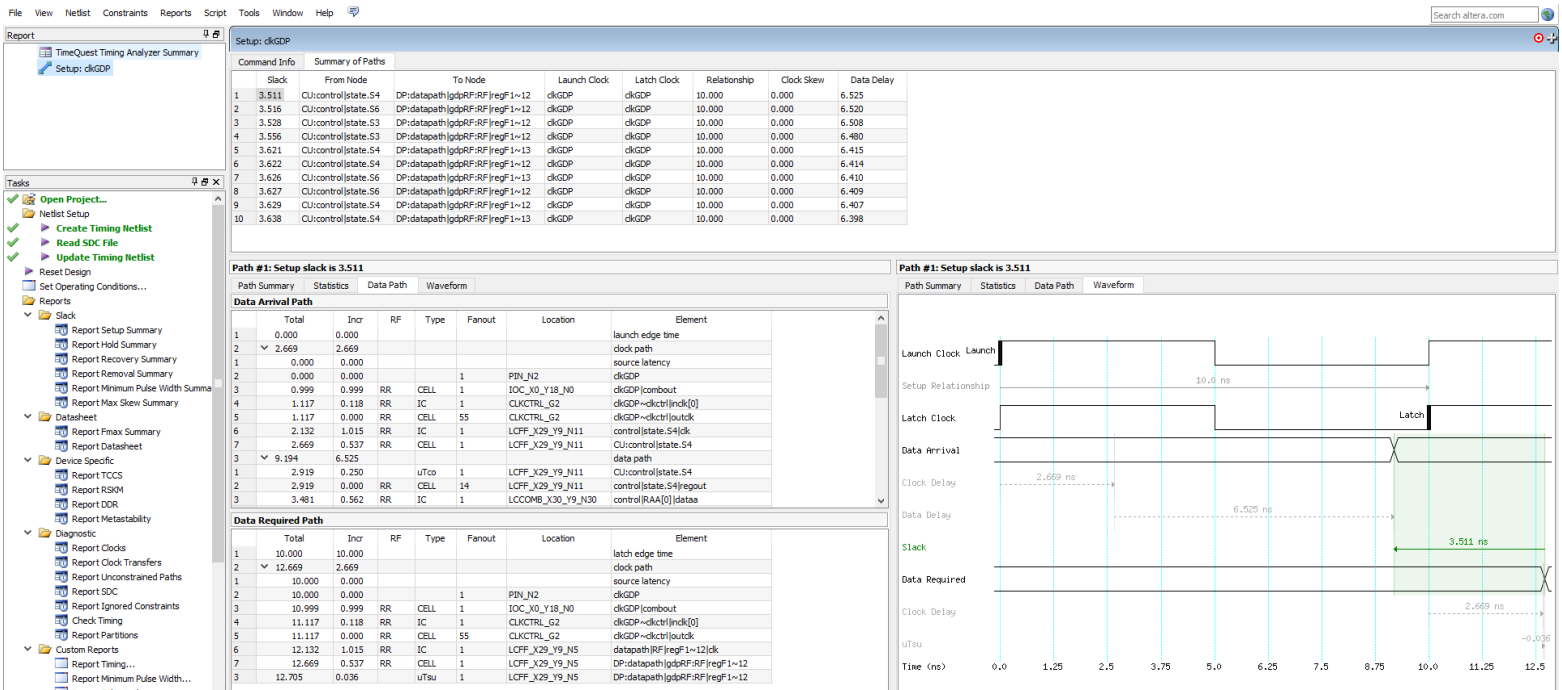 File View Netlist Constraints Reports Script Tools Window Help
Search altera.com
Report
TimeQuest Timing Analyzer Summary
Setup: clkGDP
Tasks
Open Project...
Netlist Setup
Create Timing Netlist
Read SDC File
Update Timing Netlist
Reset Design
Set Operating Conditions...
Reports
Slack
Report Setup Summary
Report Hold Summary
Report Recovery Summary
Report Removal Summary
Report Minimum Pulse Width Summa
Report Max Skew Summary
Datasheet
Report Fmax Summary
Report Datasheet
Device Specific
Report TCCS
Report RSKM
Report DDR
Report Metastability
Diagnostic
Report Clocks
Report Clock Transfers
Report Unconstrained Paths
Report SDC
Report Ignored Constraints
Check Timing
Report Partitions
Custom Reports
Report Timing...
Report Minimum Pulse Width...
Setup: clkGDP
Command Info Summary of Paths
Slack From Node To Node Launch Clock Latch Clock Relationship Clock Skew Data Delay
1 3.511 CU:control|state.S4 DP:datapath|gdpRF:RF|regF1~12 clkGDP clkGDP 10.000 0.000 6.525
2 3.516 CU:control|state.S6 DP:datapath|gdpRF:RF|regF1~12 clkGDP clkGDP 10.000 0.000 6.520
3 3.528 CU:control|state.S3 DP:datapath|gdpRF:RF|regF1~12 clkGDP clkGDP 10.000 0.000 6.508
4 3.556 CU:control|state.S3 DP:datapath|gdpRF:RF|regF1~12 clkGDP clkGDP 10.000 0.000 6.480
5 3.621 CU:control|state.S4 DP:datapath|gdpRF:RF|regF1~13 clkGDP clkGDP 10.000 0.000 6.415
6 3.622 CU:control|state.S4 DP:datapath|gdpRF:RF|regF1~12 clkGDP clkGDP 10.000 0.000 6.414
7 3.626 CU:control|state.S6 DP:datapath|gdpRF:RF|regF1~13 clkGDP clkGDP 10.000 0.000 6.410
8 3.627 CU:control|state.S6 DP:datapath|gdpRF:RF|regF1~12 clkGDP clkGDP 10.000 0.000 6.409
9 3.629 CU:control|state.S4 DP:datapath|gdpRF:RF|regF1~12 clkGDP clkGDP 10.000 0.000 6.407
10 3.638 CU:control|state.S4 DP:datapath|gdpRF:RF|regF1~13 clkGDP clkGDP 10.000 0.000 6.398
Path #1: Setup slack is 3.511
Path Summary Statistics Data Path Waveform
Data Arrival Path
Total Incr RF Type Fanout Location Element
1 0.000 0.000 launch edge time
2 2.669 2.669 clock path
1 0.000 0.000 source latency
2 0.000 0.000 1 PIN_N2 clkGDP
3 0.999 0.999 RR CELL 1 IOC_X0_Y18_N0 clkGDP|combout
4 1.117 0.118 RR IC 1 CLKCTRL_G2 clkGDP~clkctrl|inclk[0]
5 1.117 0.000 RR CELL 55 CLKCTRL_G2 clkGDP~clkctrl|outclk
6 2.132 1.015 RR IC 1 LCFF_X29_Y9_N11 control|state.S4|clk
7 2.669 0.537 RR CELL 1 LCFF_X29_Y9_N11 CU:control|state.S4
3 9.194 6.525 data path
1 2.919 0.250 uTco 1 LCFF_X29_Y9_N11 CU:control|state.S4
2 2.919 0.000 RR CELL 14 LCFF_X29_Y9_N11 control|state.S4|regout
3 3.481 0.562 RR IC 1 LCCOMB_X30_Y9_N30 control|RAA[0]|dataa
Data Required Path
Total Incr RF Type Fanout Location Element
1 10.000 10.000 latch edge time
2 12.669 2.669 clock path
1 10.000 0.000 source latency
2 10.000 0.000 1 PIN_N2 clkGDP
3 10.999 0.999 RR CELL 1 IOC_X0_Y18_N0 clkGDP|combout
4 11.117 0.118 RR IC 1 CLKCTRL_G2 clkGDP~clkctrl|inclk[0]
5 11.117 0.000 RR CELL 55 CLKCTRL_G2 clkGDP~clkctrl|outclk
6 12.132 1.015 RR IC 1 LCFF_X29_Y9_N5 datapath|RF|regF1~12|clk
7 12.669 0.537 RR CELL 1 LCFF_X29_Y9_N5 DP:datapath|gdpRF:RF|regF1~12
3 12.705 0.036 uTsu 1 LCFF_X29_Y9_N5 DP:datapath|gdpRF:RF|regF1~12
Path #1: Setup slack is 3.511
Path Summary Statistics Data Path Waveform
Launch Clock Launch
Setup Relationship 10.0 ns
Latch Clock Latch
Data Arrival
Clock Delay 2.669 ns
Data Delay 6.525 ns
Slack 3.511 ns
Data Required
Clock Delay 2.669 ns
uTsu -0.036
Time (ns) 0.0 1.25 2.5 3.75 5.0 6.25 7.5 8.75 10.0 11.25 12.5